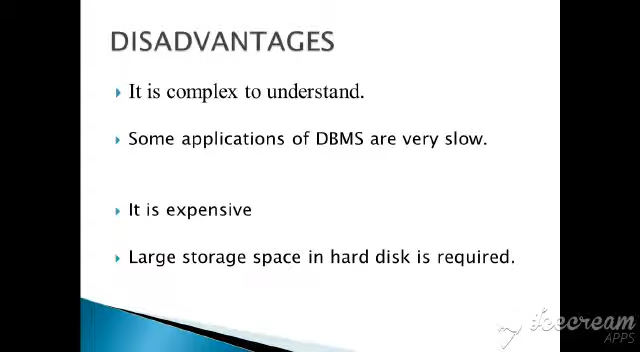 DISADVANTAGES
It is complex to understand.
Some applications of DBMS are very slow.
It is expensive
Large storage space in hard disk is required.
Icecream
APPS